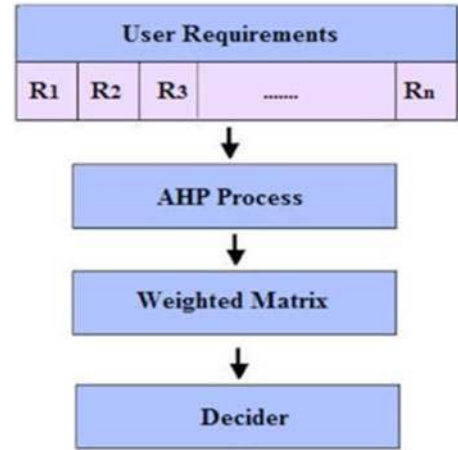 User Requirements
R1 R2 R3 ....... Rn
AHP Process
Weighted Matrix
Decider